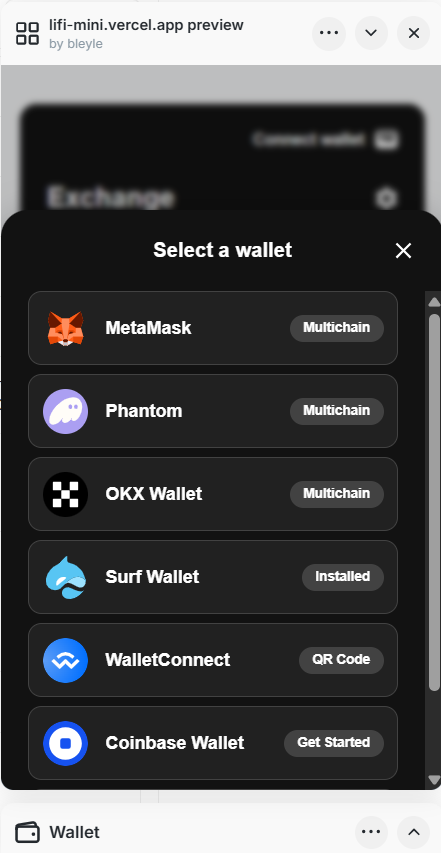 lifi-mini.vercel.app preview
by bleyle
Connect wallet
Exchange
Select a wallet
MetaMask Multichain
Phantom Multichain
OKX Wallet Multichain
Surf Wallet Installed
WalletConnect QR Code
Coinbase Wallet Get Started
Wallet